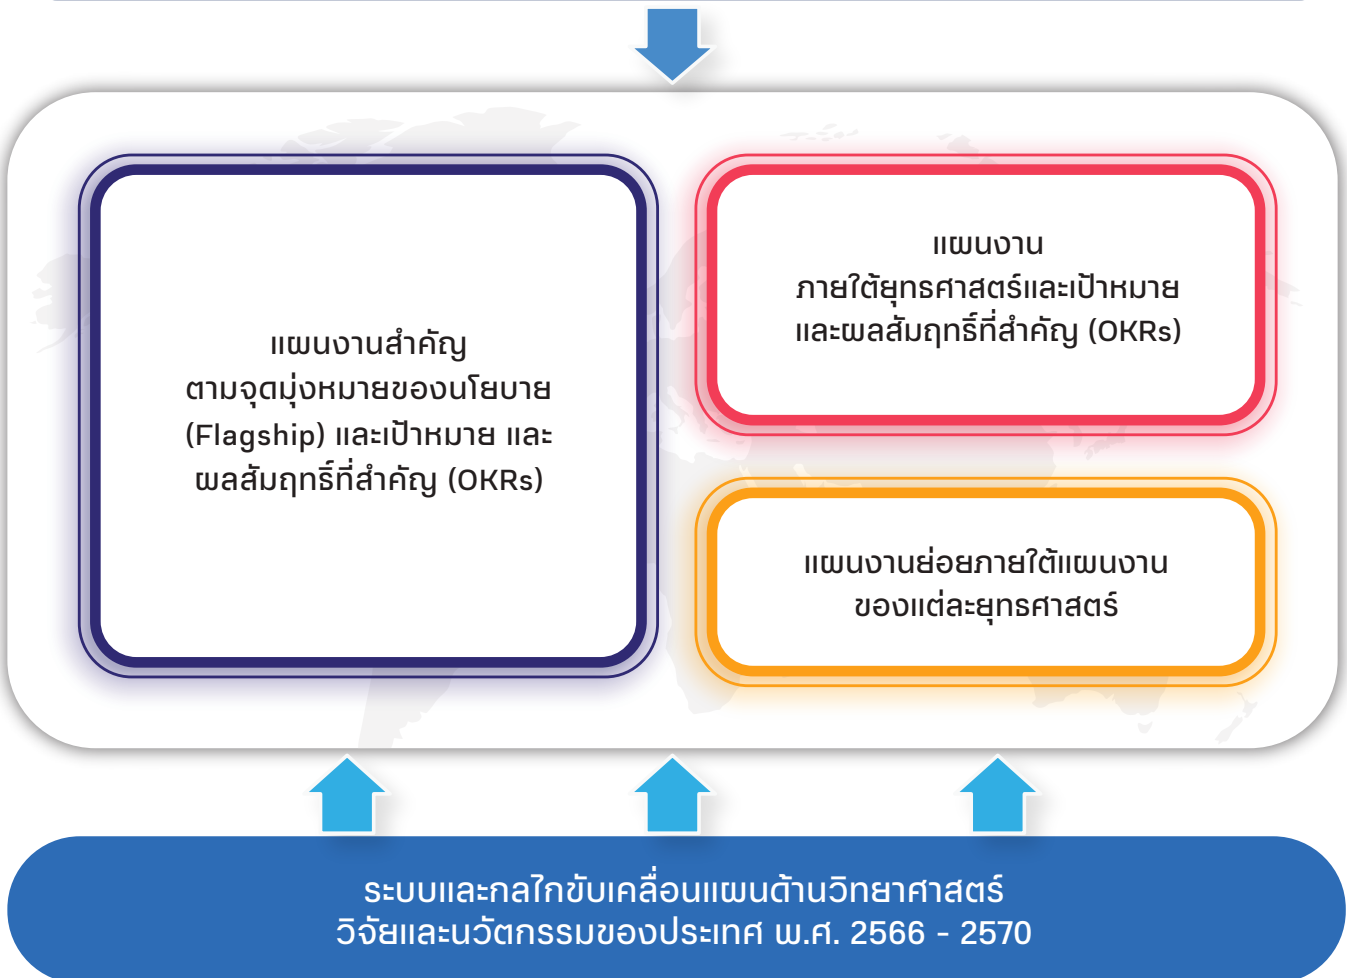 แผนงานสำคัญ
ตามจุดมุ่งหมายของนโยบาย
(Flagship) และเป้าหมาย และ
ผลสัมฤทธิ์ที่สำคัญ (OKRs)
แผนงาน
ภายใต้ยุทธศาสตร์และเป้าหมาย
และผลสัมฤทธิ์ที่สำคัญ (OKRs)
แผนงานย่อยภายใต้แผนงาน
ของแต่ละยุทธศาสตร์
ระบบและกลไกขับเคลื่อนแผนด้านวิทยาศาสตร์
วิจัยและนวัตกรรมของประเทศ พ.ศ. 2566 - 2570